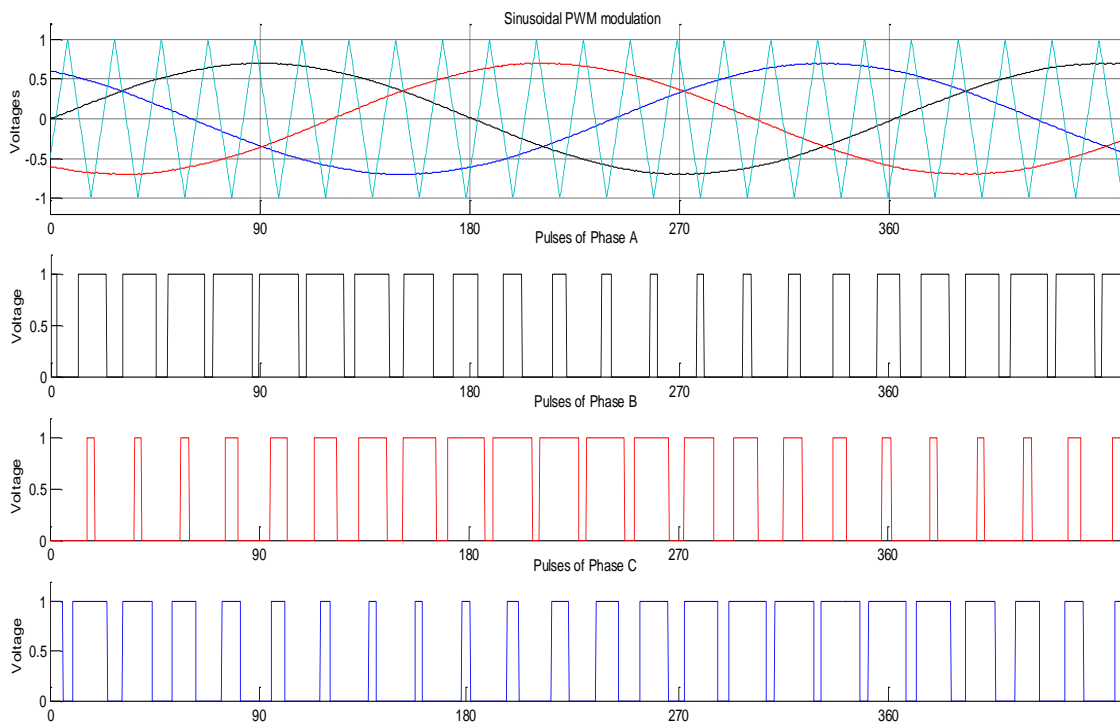 Sinusoidal PWM modulation
Voltages
1
0.5
0
-0.5
-1
0 90 180 270 360
Pulses of Phase A
Voltage
1
0.5
0
0 90 180 270 360
Pulses of Phase B
Voltage
1
0.5
0
0 90 180 270 360
Pulses of Phase C
Voltage
1
0.5
0
0 90 180 270 360